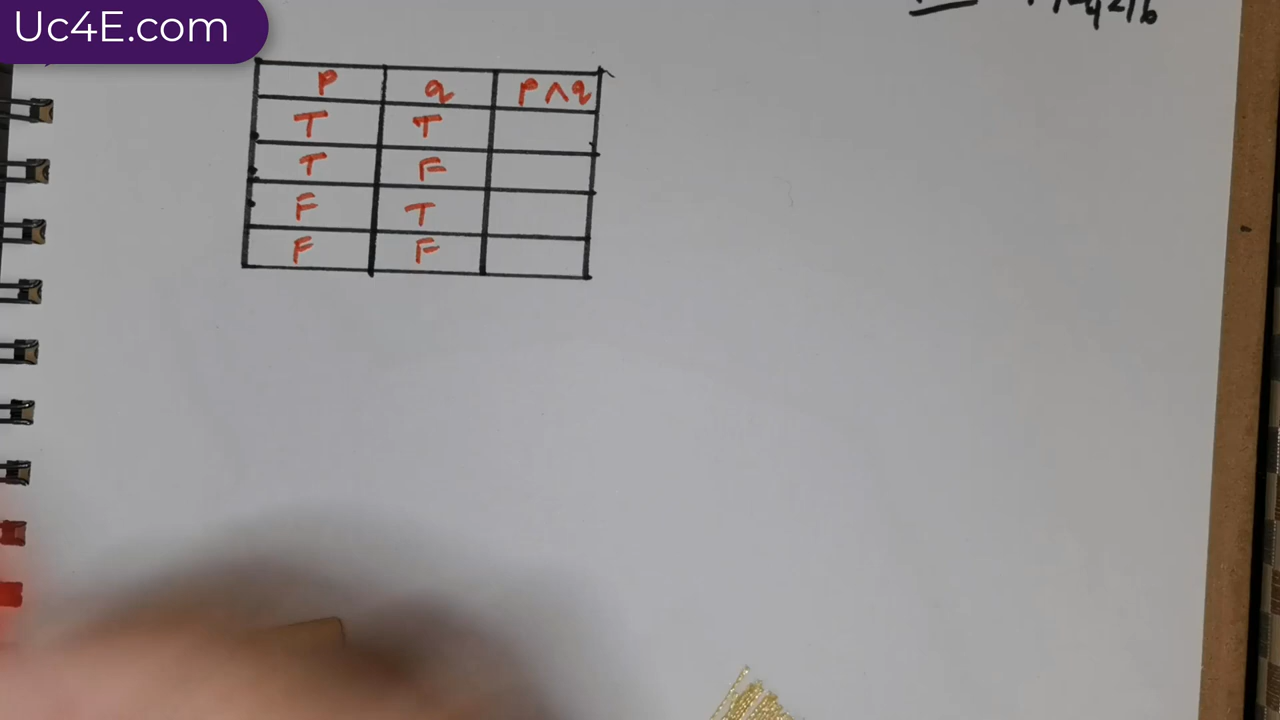 Uc4E.com
P q P ∧ q
T T
T F
F T
F F